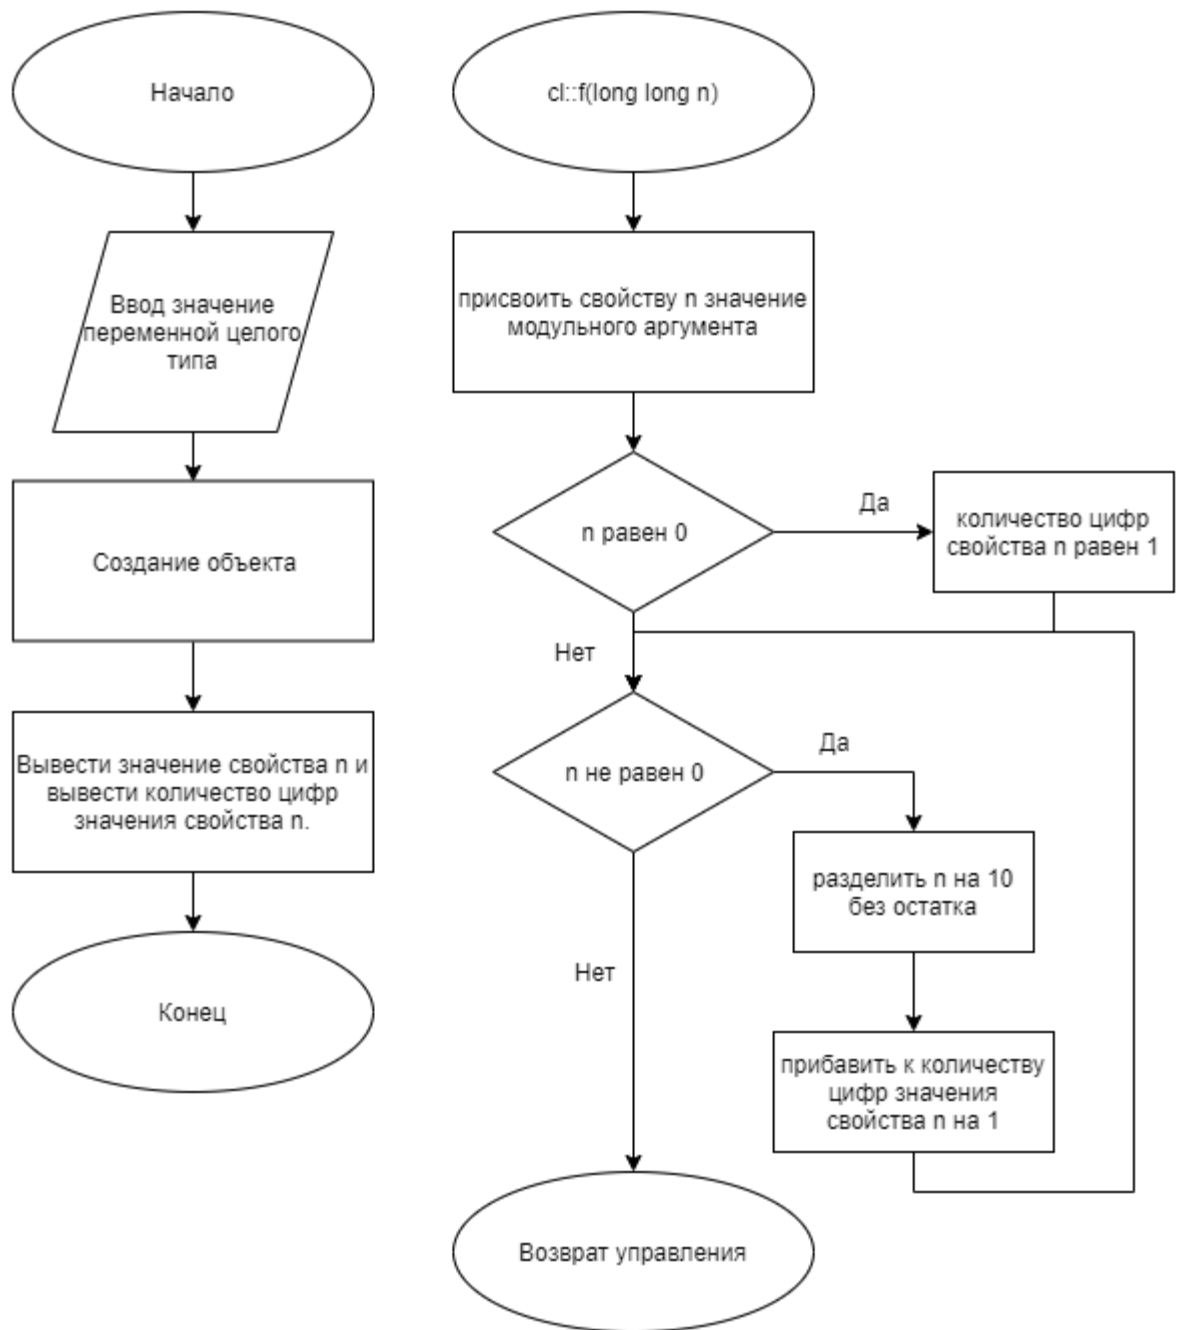 Начало
Ввод значение
переменной целого
типа
Создание объекта
Вывести значение свойства n и
вывести количество цифр
значения свойства n.
Конец
cl::f(long long n)
присвоить свойству n значение
модульного аргумента
n равен 0
Да
количество цифр
свойства n равен 1
Нет
n не равен 0
Да
разделить n на 10
без остатка
прибавить к количеству
цифр значения
свойства n на 1
Нет
Возврат управления